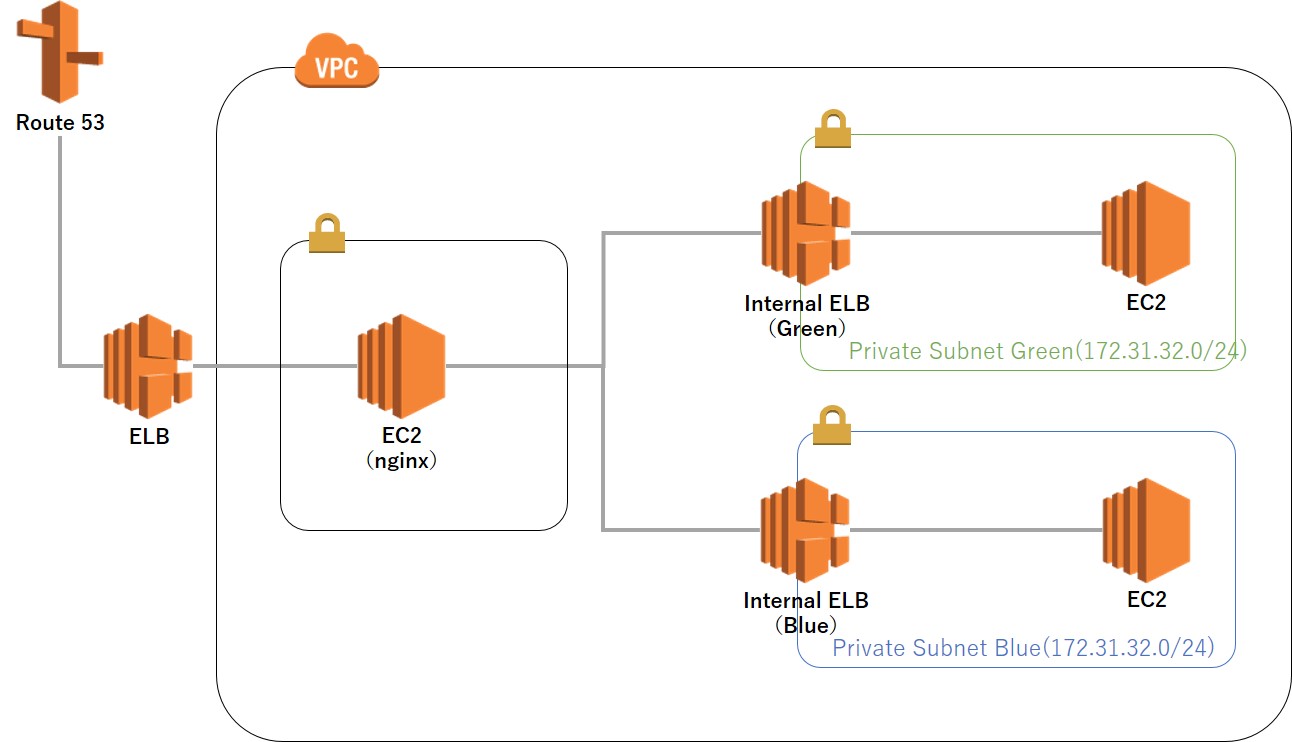 Route 53
VPC
ELB
EC2
（nginx）
Internal ELB
（Green）
EC2
Private Subnet Green(172.31.32.0/24)
Internal ELB
（Blue）
EC2
Private Subnet Blue(172.31.32.0/24)